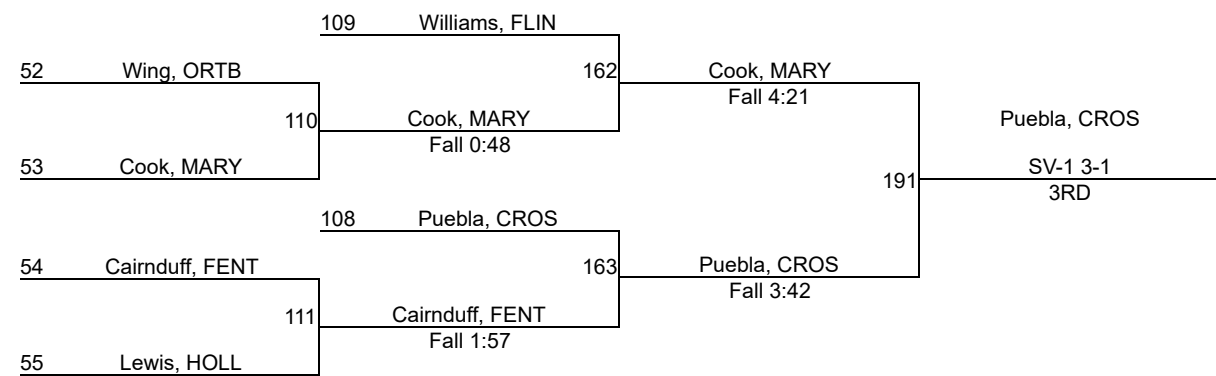 109 Williams, FLIN
52 Wing, ORTB
162 Cook, MARY
Fall 4:21
110 Cook, MARY
Fall 0:48
Puebla, CROS
53 Cook, MARY
191 SV-1 3-1
3RD
108 Puebla, CROS
54 Cairnduff, FENT
163 Puebla, CROS
Fall 3:42
111 Cairnduff, FENT
Fall 1:57
55 Lewis, HOLL